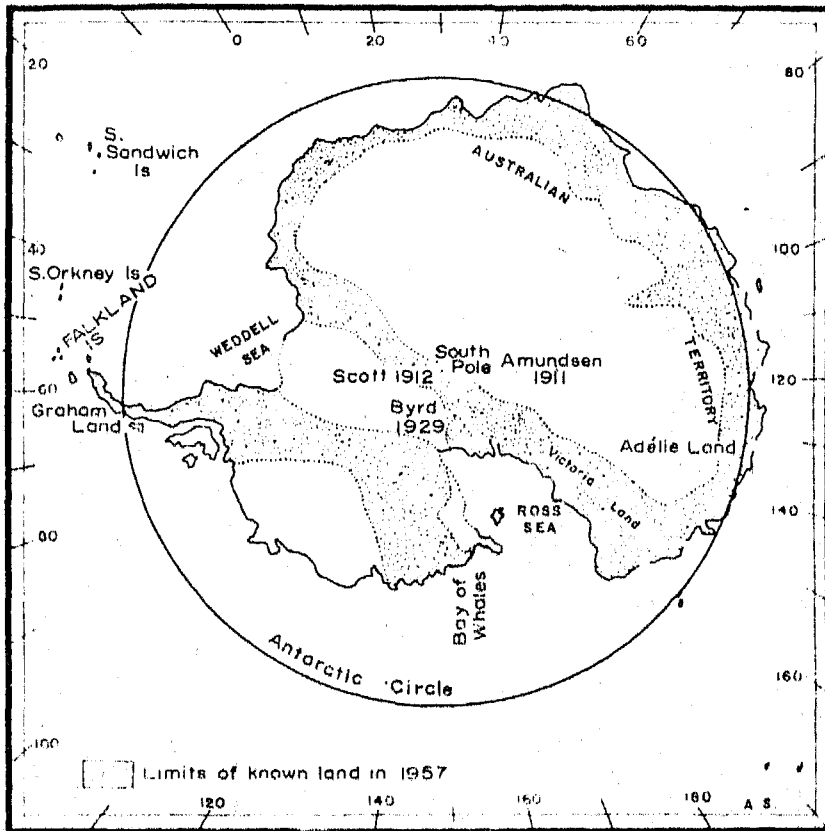 0 20 40 60
20
80
S.
Sandwich
Is
AUSTRALIAN
40
100
S.Orkney Is
FALKLAND
IS
WEDDELL
SEA
South
Pole
Amundsen
1911
Scott 1912
TERRITORY
60
120
Byrd
1929
Graham
Land
Adélie Land
Victoria Land
ROSS
SEA
140
80
Bay of
Whales
Antarctic Circle
160
100
Limits of known land in 1957
120 140 160 180
A S